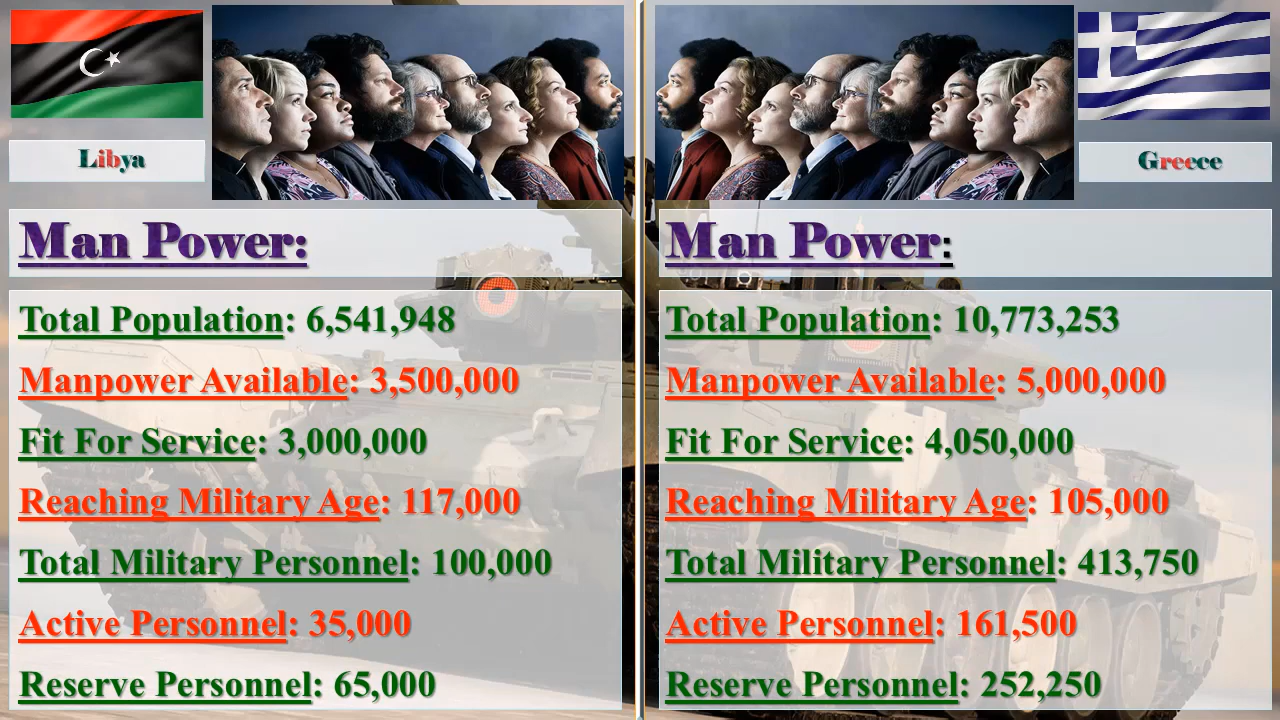 Libya
Man Power:
Total Population: 6,541,948
Manpower Available: 3,500,000
Fit For Service: 3,000,000
Reaching Military Age: 117,000
Total Military Personnel: 100,000
Active Personnel: 35,000
Reserve Personnel: 65,000
Greece
Man Power:
Total Population: 10,773,253
Manpower Available: 5,000,000
Fit For Service: 4,050,000
Reaching Military Age: 105,000
Total Military Personnel: 413,750
Active Personnel: 161,500
Reserve Personnel: 252,250